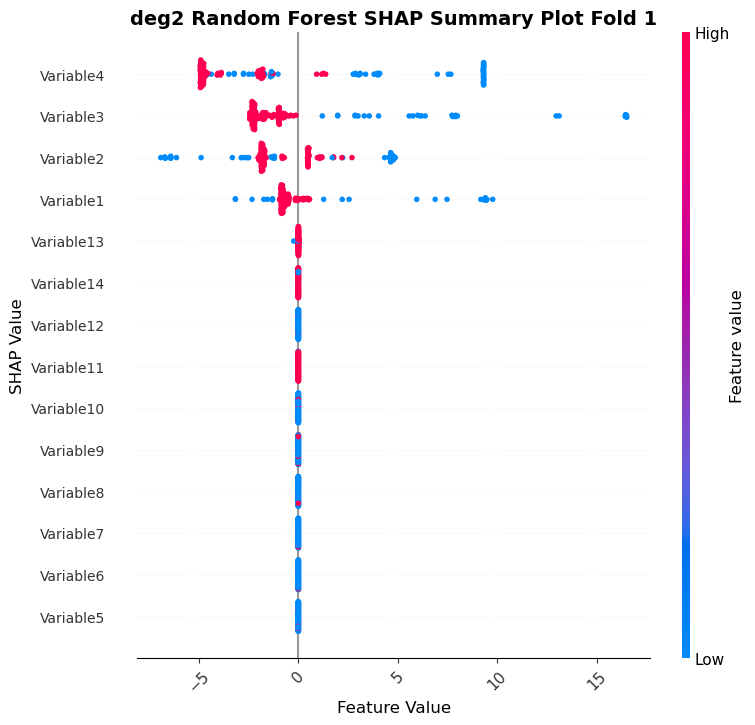 deg2 Random Forest SHAP Summary Plot Fold 1
High
Variable4
Variable3
Variable2
Variable1
Variable13
Variable14
Variable12
Variable11
Variable10
Variable9
Variable8
Variable7
Variable6
Variable5
SHAP Value
Feature value
Low
−5
0
5
10
15
Feature Value